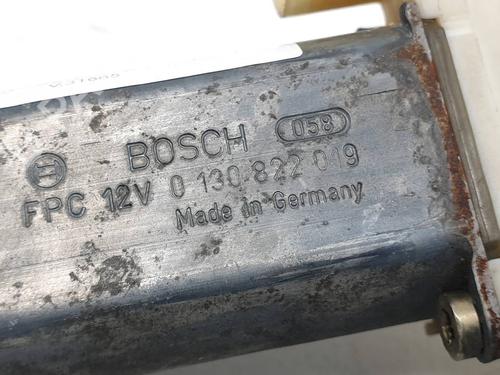 BOSCH 058
FPC 12V 0 130 822 019
Made in Germany